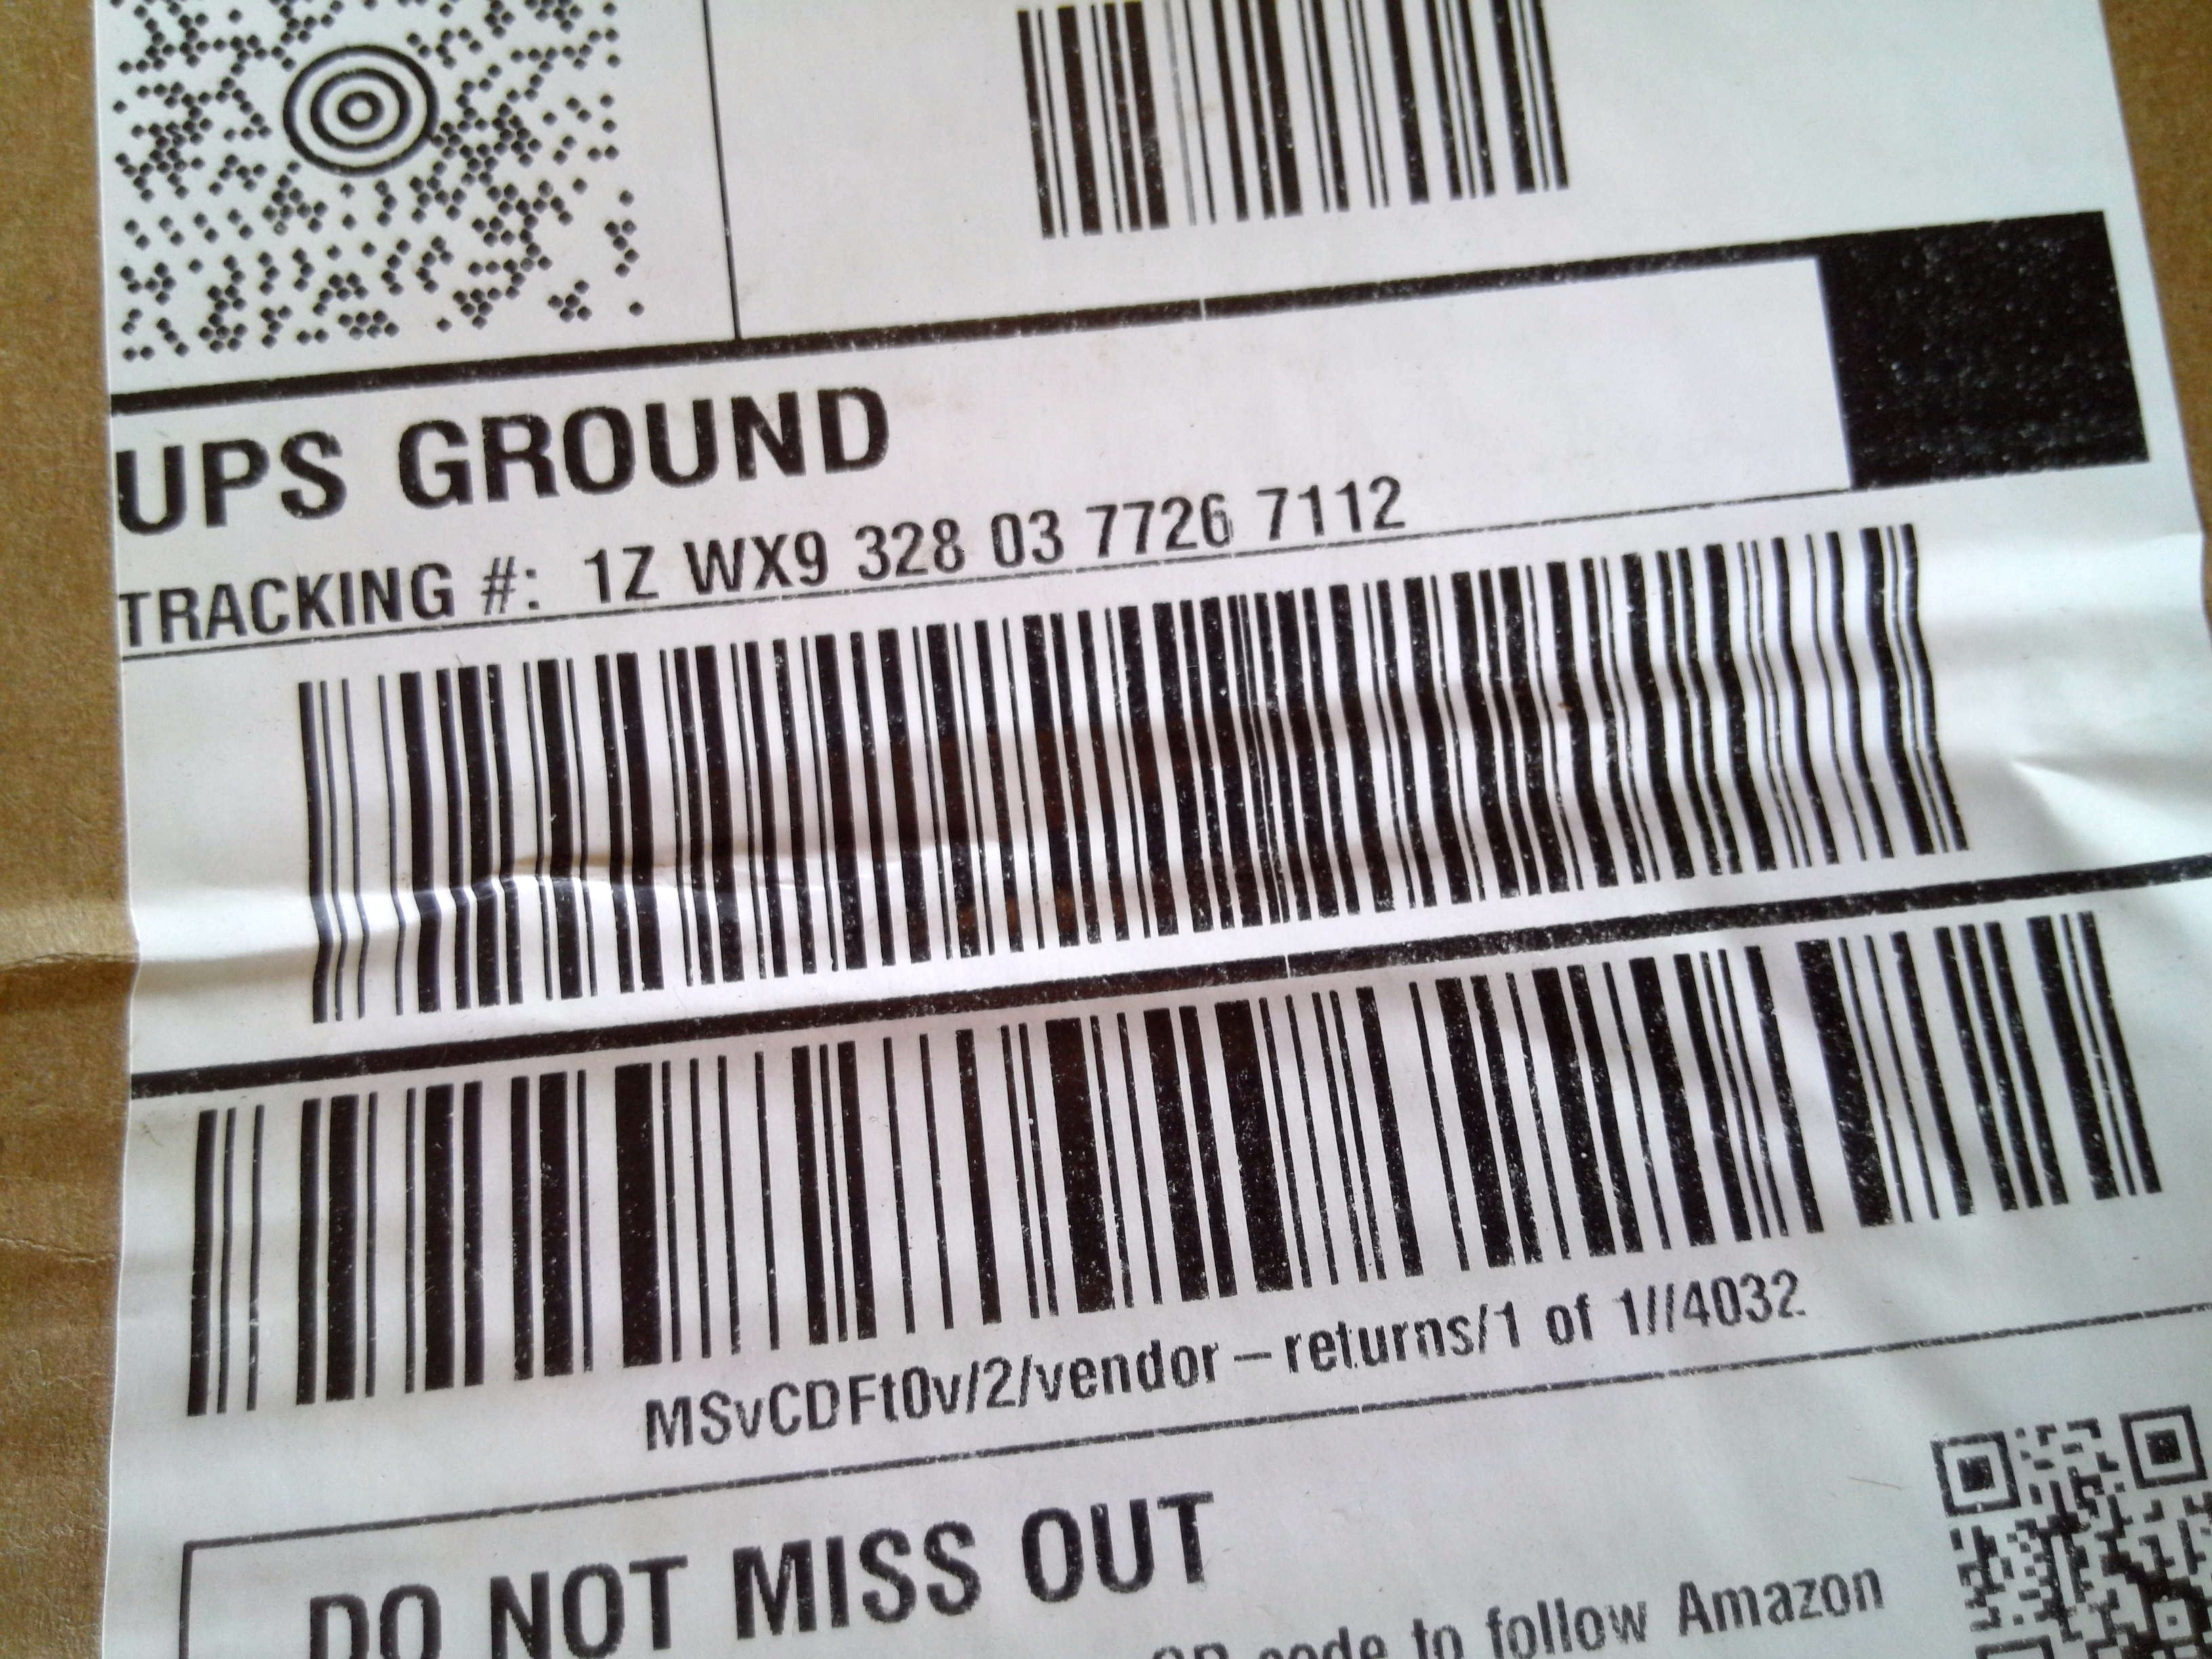 UPS GROUND
TRACKING #: 1Z WX9 328 03 7726 7112
MSvCDFt0v/2/vendor-returns/1 of 1//4032
DO NOT MISS OUT
QR code to follow Amazon